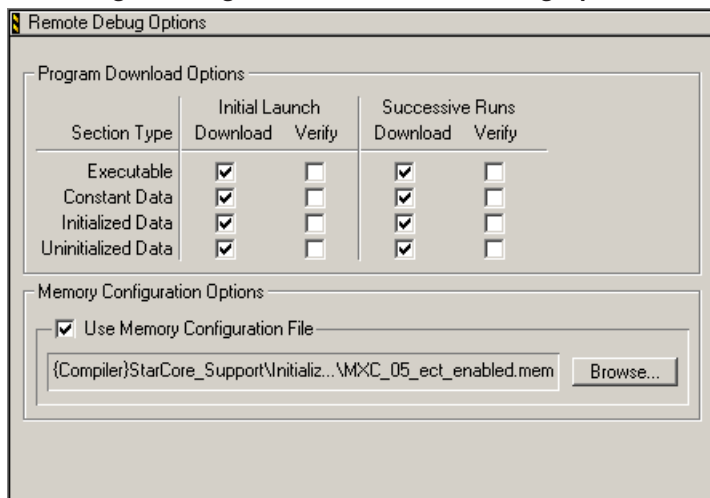 Remote Debug Options
Program Download Options
Initial Launch Successive Runs
Section Type Download Verify Download Verify
Executable
Constant Data
Initialized Data
Uninitialized Data
Memory Configuration Options
Use Memory Configuration File
{Compiler}StarCore_Support\Initializ...\MXC_05_ect_enabled.mem Browse...